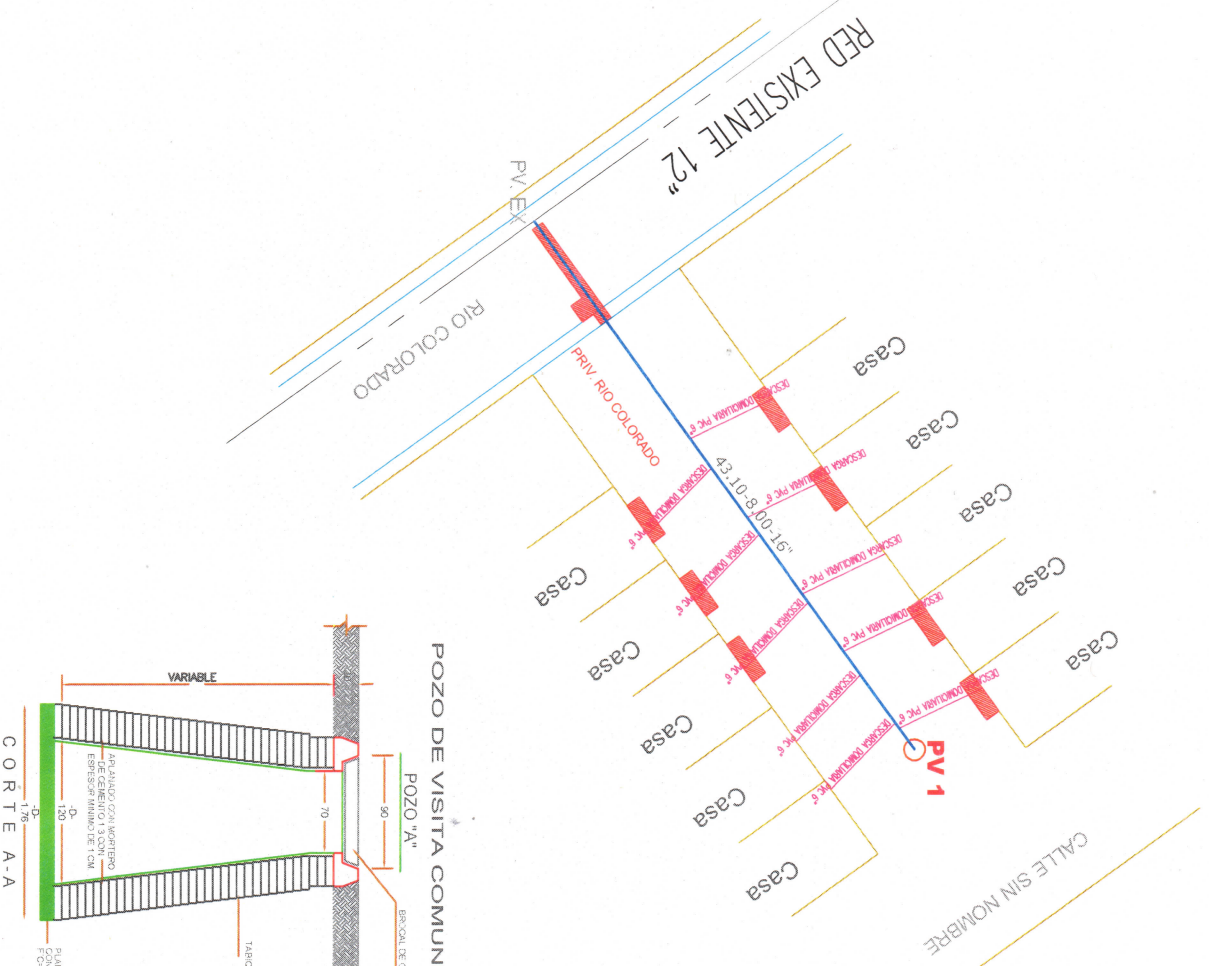 RED EXISTENTE 12"
PV. EX
RIO COLORADO
PRIV. RIO COLORADO
43.10-8.00-16"
DESCARGA DOMICILIARIA PVC 6"
DESCARGA DOMICILIARIA PVC 6"
DESCARGA DOMICILIARIA PVC 6"
DESCARGA DOMICILIARIA PVC 6"
DESCARGA DOMICILIARIA PVC 6"
DESCARGA DOMICILIARIA PVC 6"
DESCARGA DOMICILIARIA PVC 6"
DESCARGA DOMICILIARIA PVC 6"
DESCARGA DOMICILIARIA PVC 6"
DESCARGA DOMICILIARIA PVC 6"
Casa
Casa
Casa
Casa
Casa
Casa
Casa
Casa
Casa
Casa
PV 1
CALLE SIN NOMBRE
POZO DE VISITA COMUN
POZO "A"
90
70
VARIABLE
APLANADO CON MORTERO
DE CEMENTO 1:3 CON
ESPESOR MINIMO DE 1 CM
-D-
120
-D-
1.76
CORTE A-A
BROCAL DE
TABIC